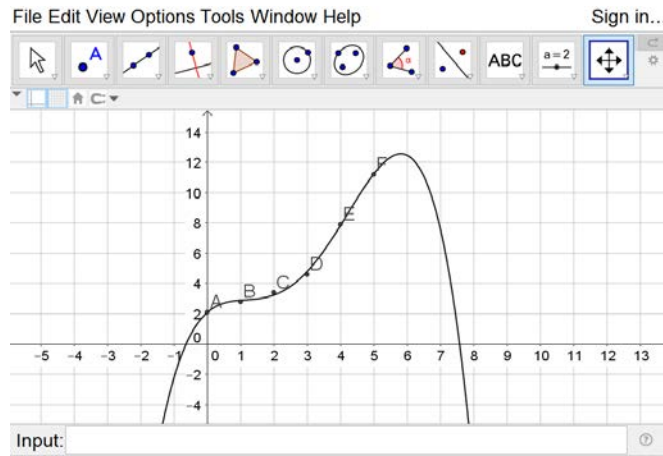 File Edit View Options Tools Window Help Sign in..
A α ABC a=2
14
12
10
8
6
4
2
0
−2
−4
−5 −4 −3 −2 −1 0 1 2 3 4 5 6 7 8 9 10 11 12 13
A B C D E F
Input: